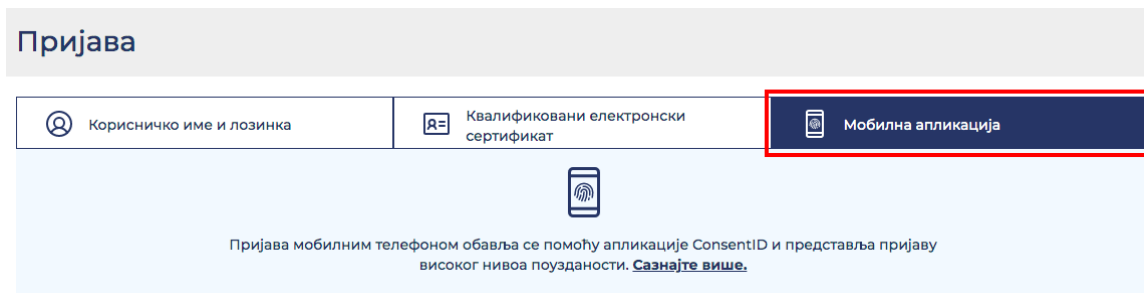 Пријава
Корисничко име и лозинка
Квалификовани електронски
сертификат
Мобилна апликација
Пријава мобилним телефоном обавља се помоћу апликације ConsentID и представља пријаву
високог нивоа поузданости. Сазнајте више.